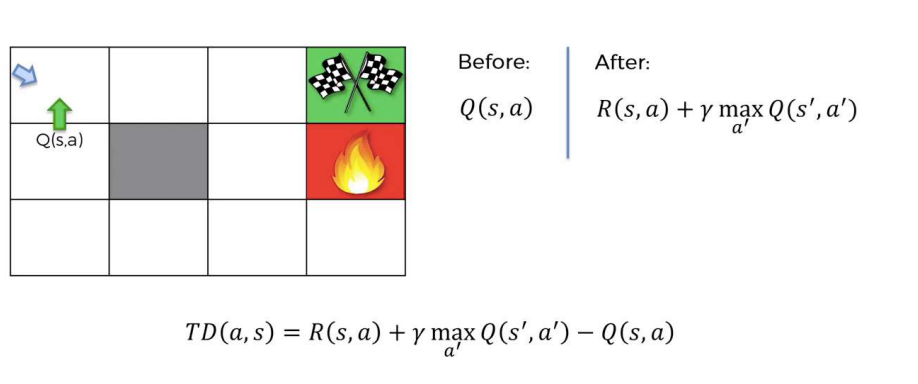 Before:
After:
Q(s, a)
R(s, a) + γ max Q(s′, a′)
a′
Q(s,a)
TD(a, s) = R(s, a) + γ max Q(s′, a′) − Q(s, a)
a′